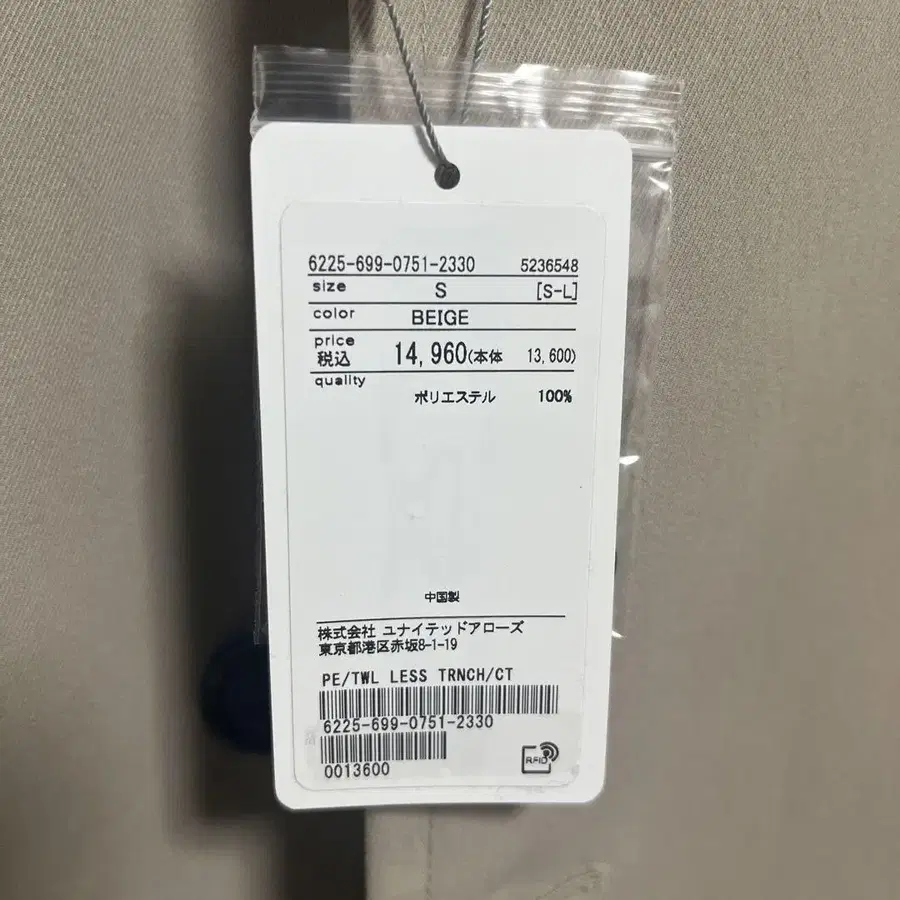 6225-699-0751-2330 5236548
size S [S-L]
color BEIGE
price
税込 14,960(本体 13,600)
quality
ポリエステル 100%
中国製
株式会社 ユナイテッドアローズ
東京都港区赤坂8-1-19
PE/TWL LESS TRNCH/CT
6225-699-0751-2330
0013600
RFID